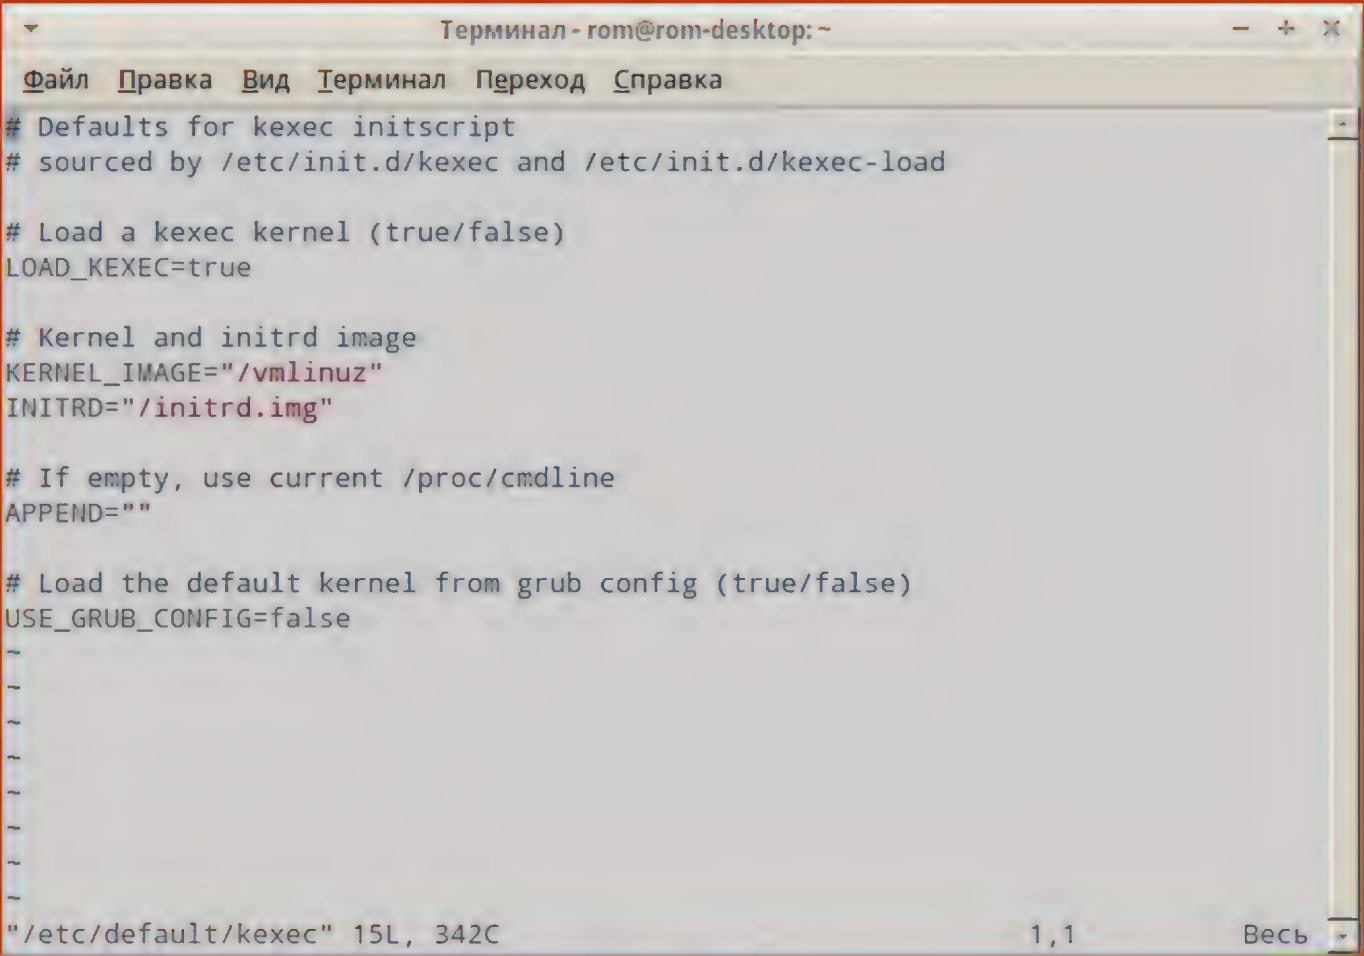 Терминал - rom@rom-desktop: ~
Файл Правка Вид Терминал Переход Справка
# Defaults for kexec initscript
# sourced by /etc/init.d/kexec and /etc/init.d/kexec-load

# Load a kexec kernel (true/false)
LOAD_KEXEC=true

# Kernel and initrd image
KERNEL_IMAGE="/vmlinuz"
INITRD="/initrd.img"

# If empty, use current /proc/cmdline
APPEND=""

# Load the default kernel from grub config (true/false)
USE_GRUB_CONFIG=false
~
~
~
~
~
~
~
~
"/etc/default/kexec" 15L, 342C 1,1 Весь